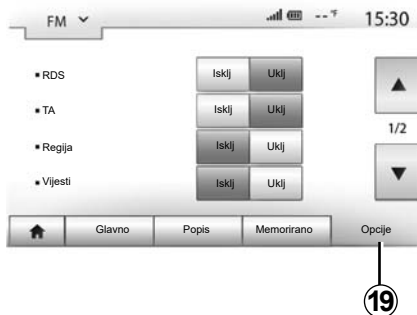 FM -- °F 15:30
RDS Isklj Uklj
TA Isklj Uklj
1/2
Regija Isklj Uklj
Vijesti Isklj Uklj
Glavno Popis Memorirano Opcije
19